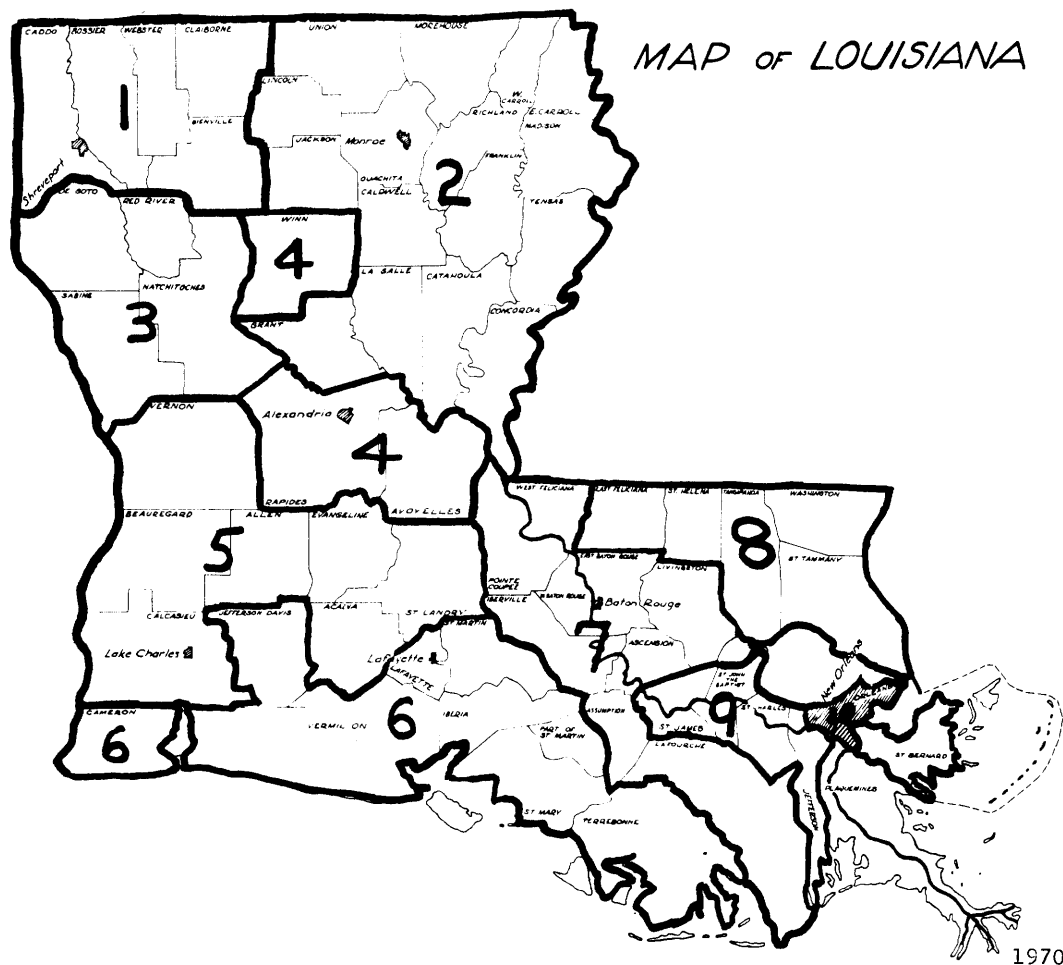 MAP OF LOUISIANA
CADDO
BOSSIER
WEBSTER
CLAIBORNE
UNION
MOREHOUSE
1
LINCOLN
W. CARROLL
RICHLAND
E. CARROLL
MADISON
BIENVILLE
JACKSON
Monroe
FRANKLIN
Shreveport
OUACHITA
CALDWELL
2
DE SOTO
RED RIVER
TENSAS
WINN
4
LA SALLE
CATAHOULA
SABINE
NATCHITOCHES
3
GRANT
CONCORDIA
VERNON
Alexandria
4
RAPIDES
AVOYELLES
WEST FELICIANA
EAST FELICIANA
ST. HELENA
TANGIPAHOA
WASHINGTON
BEAUREGARD
ALLEN
EVANGELINE
5
8
EAST BATON ROUGE
LIVINGSTON
ST TAMMANY
POINTE COUPEE
IBERVILLE
W BATON ROUGE
Baton Rouge
CALCASIEU
JEFFERSON DAVIS
ACADIA
ST LANDRY
ST MARTIN
7
ASCENSION
Lake Charles
Lafayette
LAFAYETTE
ST JOHN THE BAPTIST
New Orleans
CAMERON
6
VERMILION
6
IBERIA
ASSUMPTION
PART OF ST MARTIN
ST JAMES
9
ST CHARLES
LAFOURCHE
ST BERNARD
JEFFERSON
PLAQUEMINES
ST MARY
TERREBONNE
1970